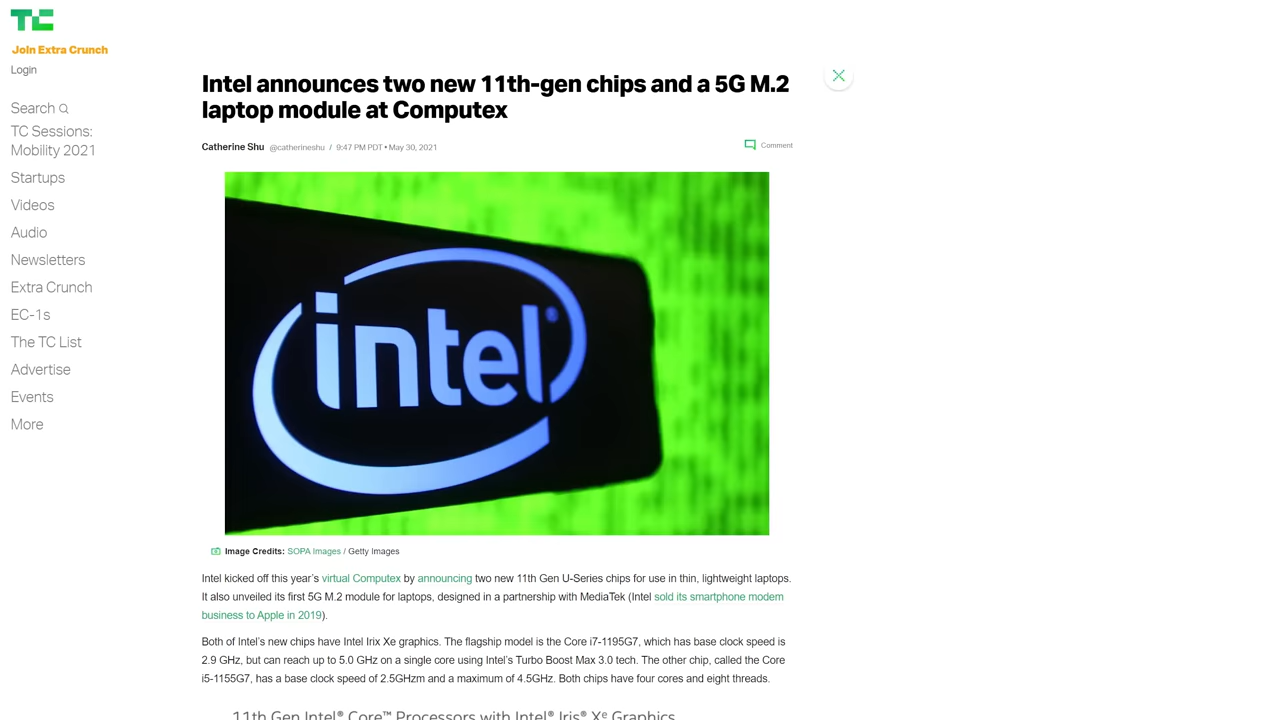 TC
Join Extra Crunch
Login
Search
TC Sessions:
Mobility 2021
Startups
Videos
Audio
Newsletters
Extra Crunch
EC-1s
The TC List
Advertise
Events
More
Intel announces two new 11th-gen chips and a 5G M.2
laptop module at Computex
Catherine Shu @catherineshu / 9:47 PM PDT • May 30, 2021
Comment
intel®
Image Credits: SOPA Images / Getty Images
Intel kicked off this year’s virtual Computex by announcing two new 11th Gen U-Series chips for use in thin, lightweight laptops.
It also unveiled its first 5G M.2 module for laptops, designed in a partnership with MediaTek (Intel sold its smartphone modem
business to Apple in 2019).
Both of Intel’s new chips have Intel Irix Xe graphics. The flagship model is the Core i7-1195G7, which has base clock speed is
2.9 GHz, but can reach up to 5.0 GHz on a single core using Intel’s Turbo Boost Max 3.0 tech. The other chip, called the Core
i5-1155G7, has a base clock speed of 2.5GHzm and a maximum of 4.5GHz. Both chips have four cores and eight threads.
11th Gen Intel® Core™ Processors with Intel® Iris® Xᵉ Graphics